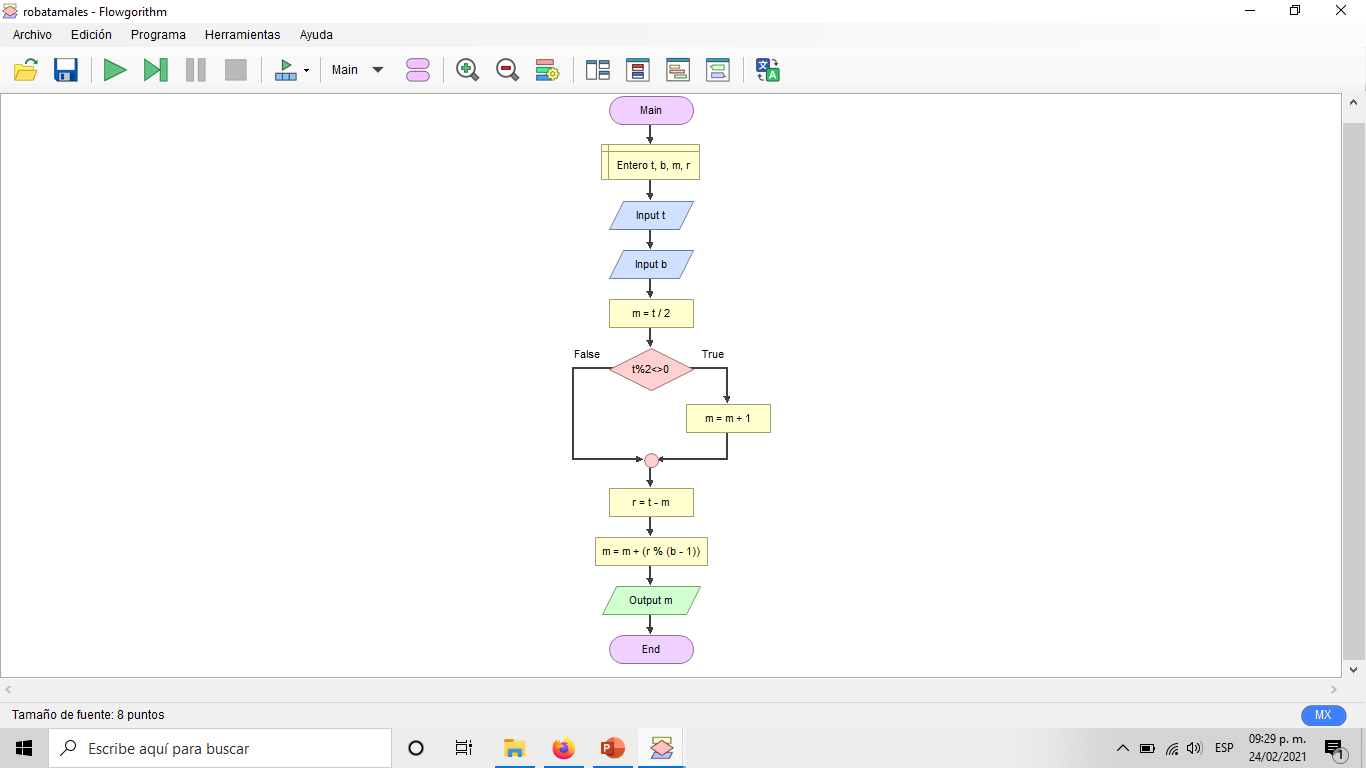 robatamales - Flowgorithm
Archivo Edición Programa Herramientas Ayuda
Main
Main
Entero t, b, m, r
Input t
Input b
m = t / 2
False True
t%2<>0
m = m + 1
r = t - m
m = m + (r % (b - 1))
Output m
End
Tamaño de fuente: 8 puntos
MX
Escribe aquí para buscar
ESP
09:29 p. m.
24/02/2021
1